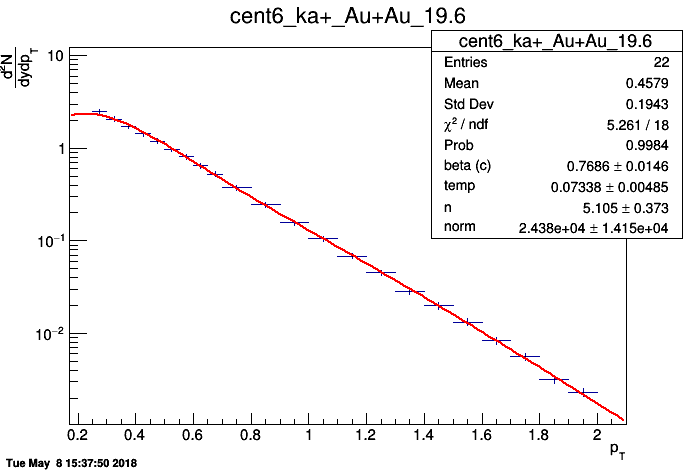 cent6_ka+_Au+Au_19.6
cent6_ka+_Au+Au_19.6
Entries 22
Mean 0.4579
Std Dev 0.1943
χ² / ndf 5.261 / 18
Prob 0.9984
beta (c) 0.7686 ± 0.0146
temp 0.07338 ± 0.00485
n 5.105 ± 0.373
norm 2.438e+04 ± 1.415e+04
d²N
dydp_T
10
1
10⁻¹
10⁻²
0.2 0.4 0.6 0.8 1 1.2 1.4 1.6 1.8 2
p_T
Tue May 8 15:37:50 2018